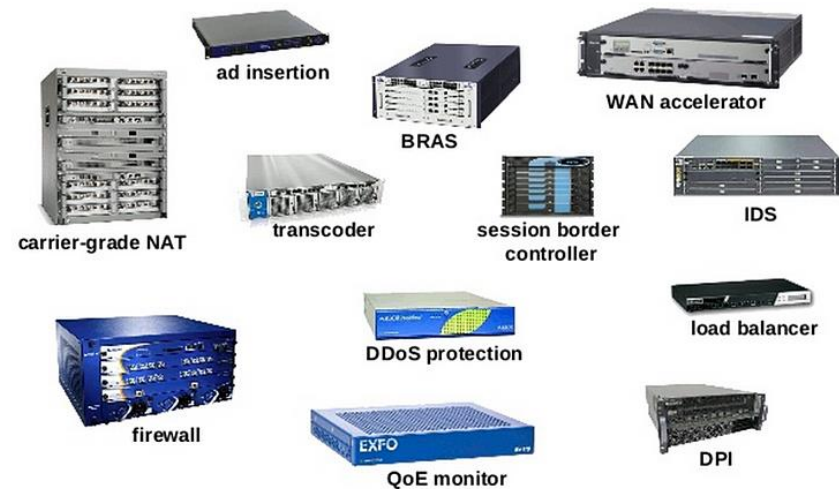 ad insertion
BRAS
WAN accelerator
carrier-grade NAT
transcoder
session border
controller
IDS
DDoS protection
load balancer
firewall
EXFO
QoE monitor
DPI